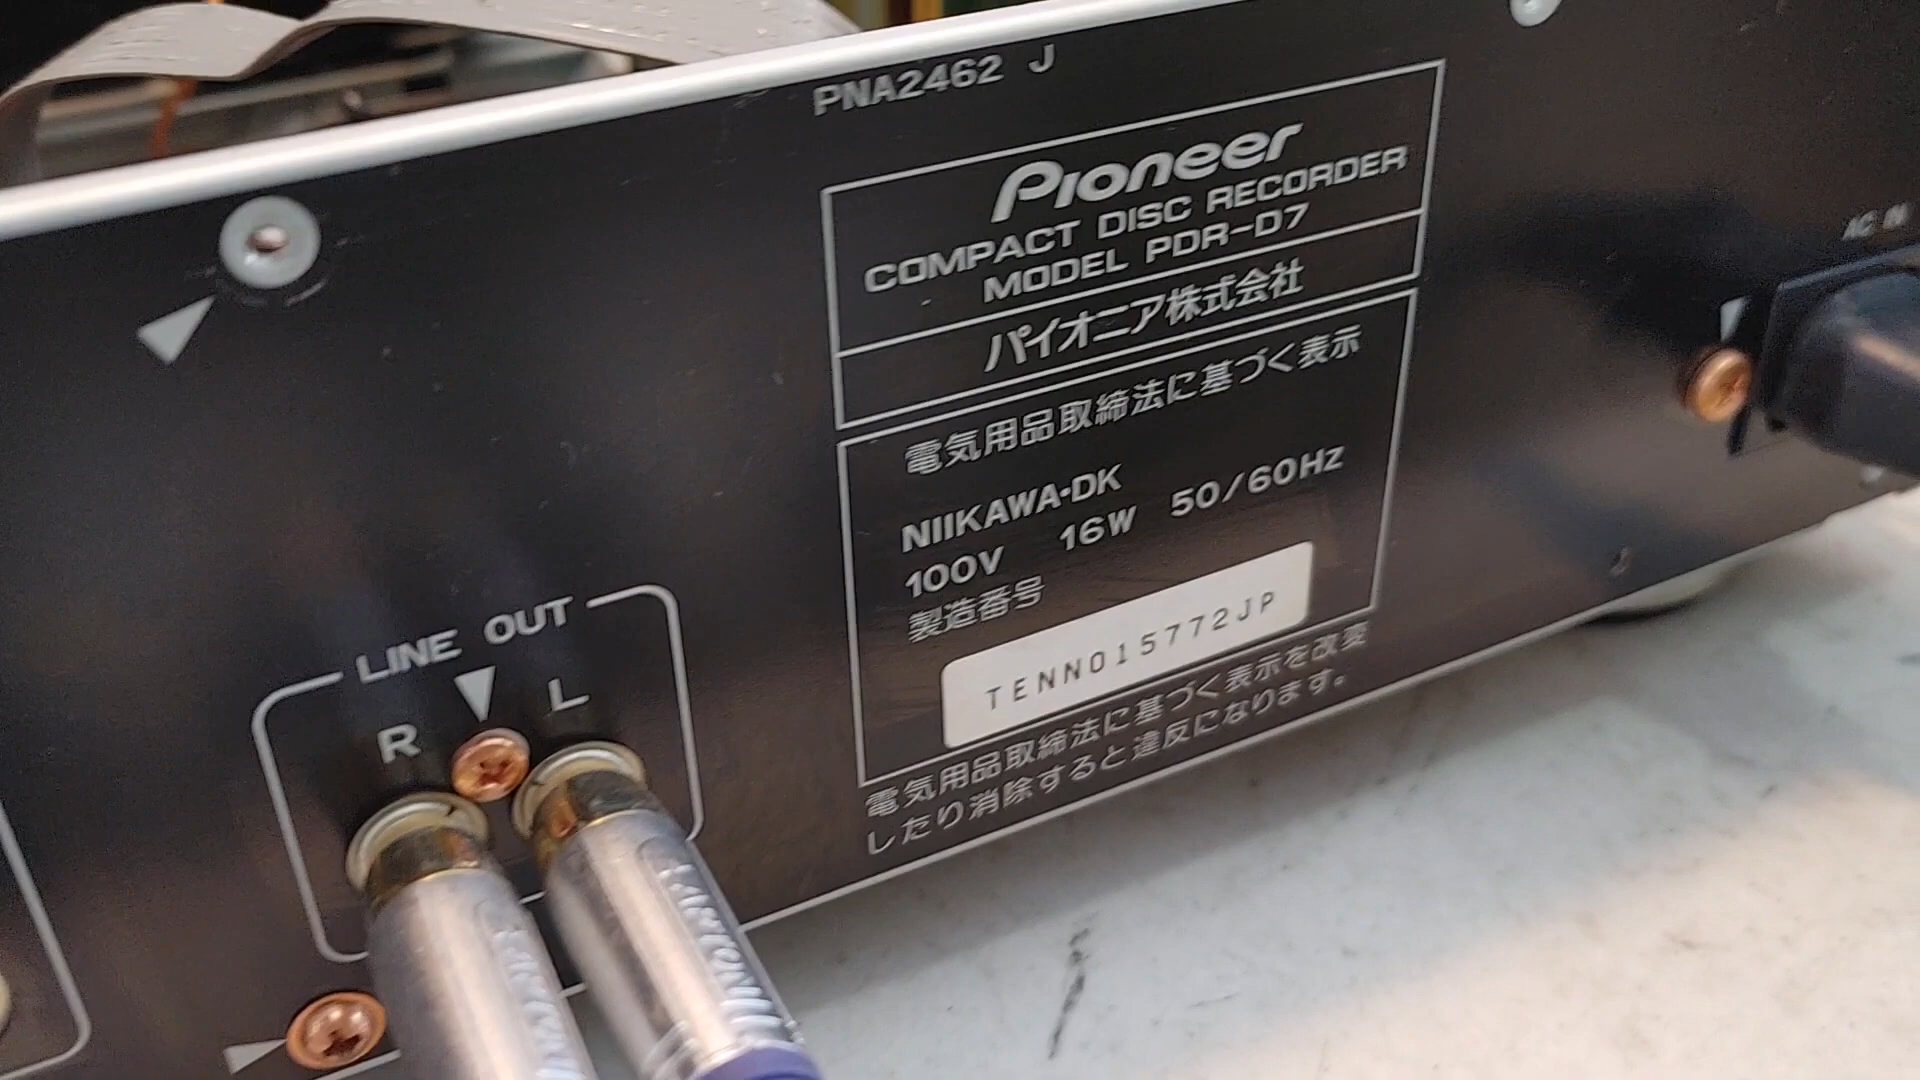 PNA2462 J
Pioneer
COMPACT DISC RECORDER
MODEL PDR-D7
パイオニア株式会社
電気用品取締法に基づく表示
NIIKAWA・DK
100V 16W 50/60Hz
製造番号
TENN015772JP
電気用品取締法に基づく表示を改変
したり消除すると違反になります。
AC IN
LINE OUT
R L